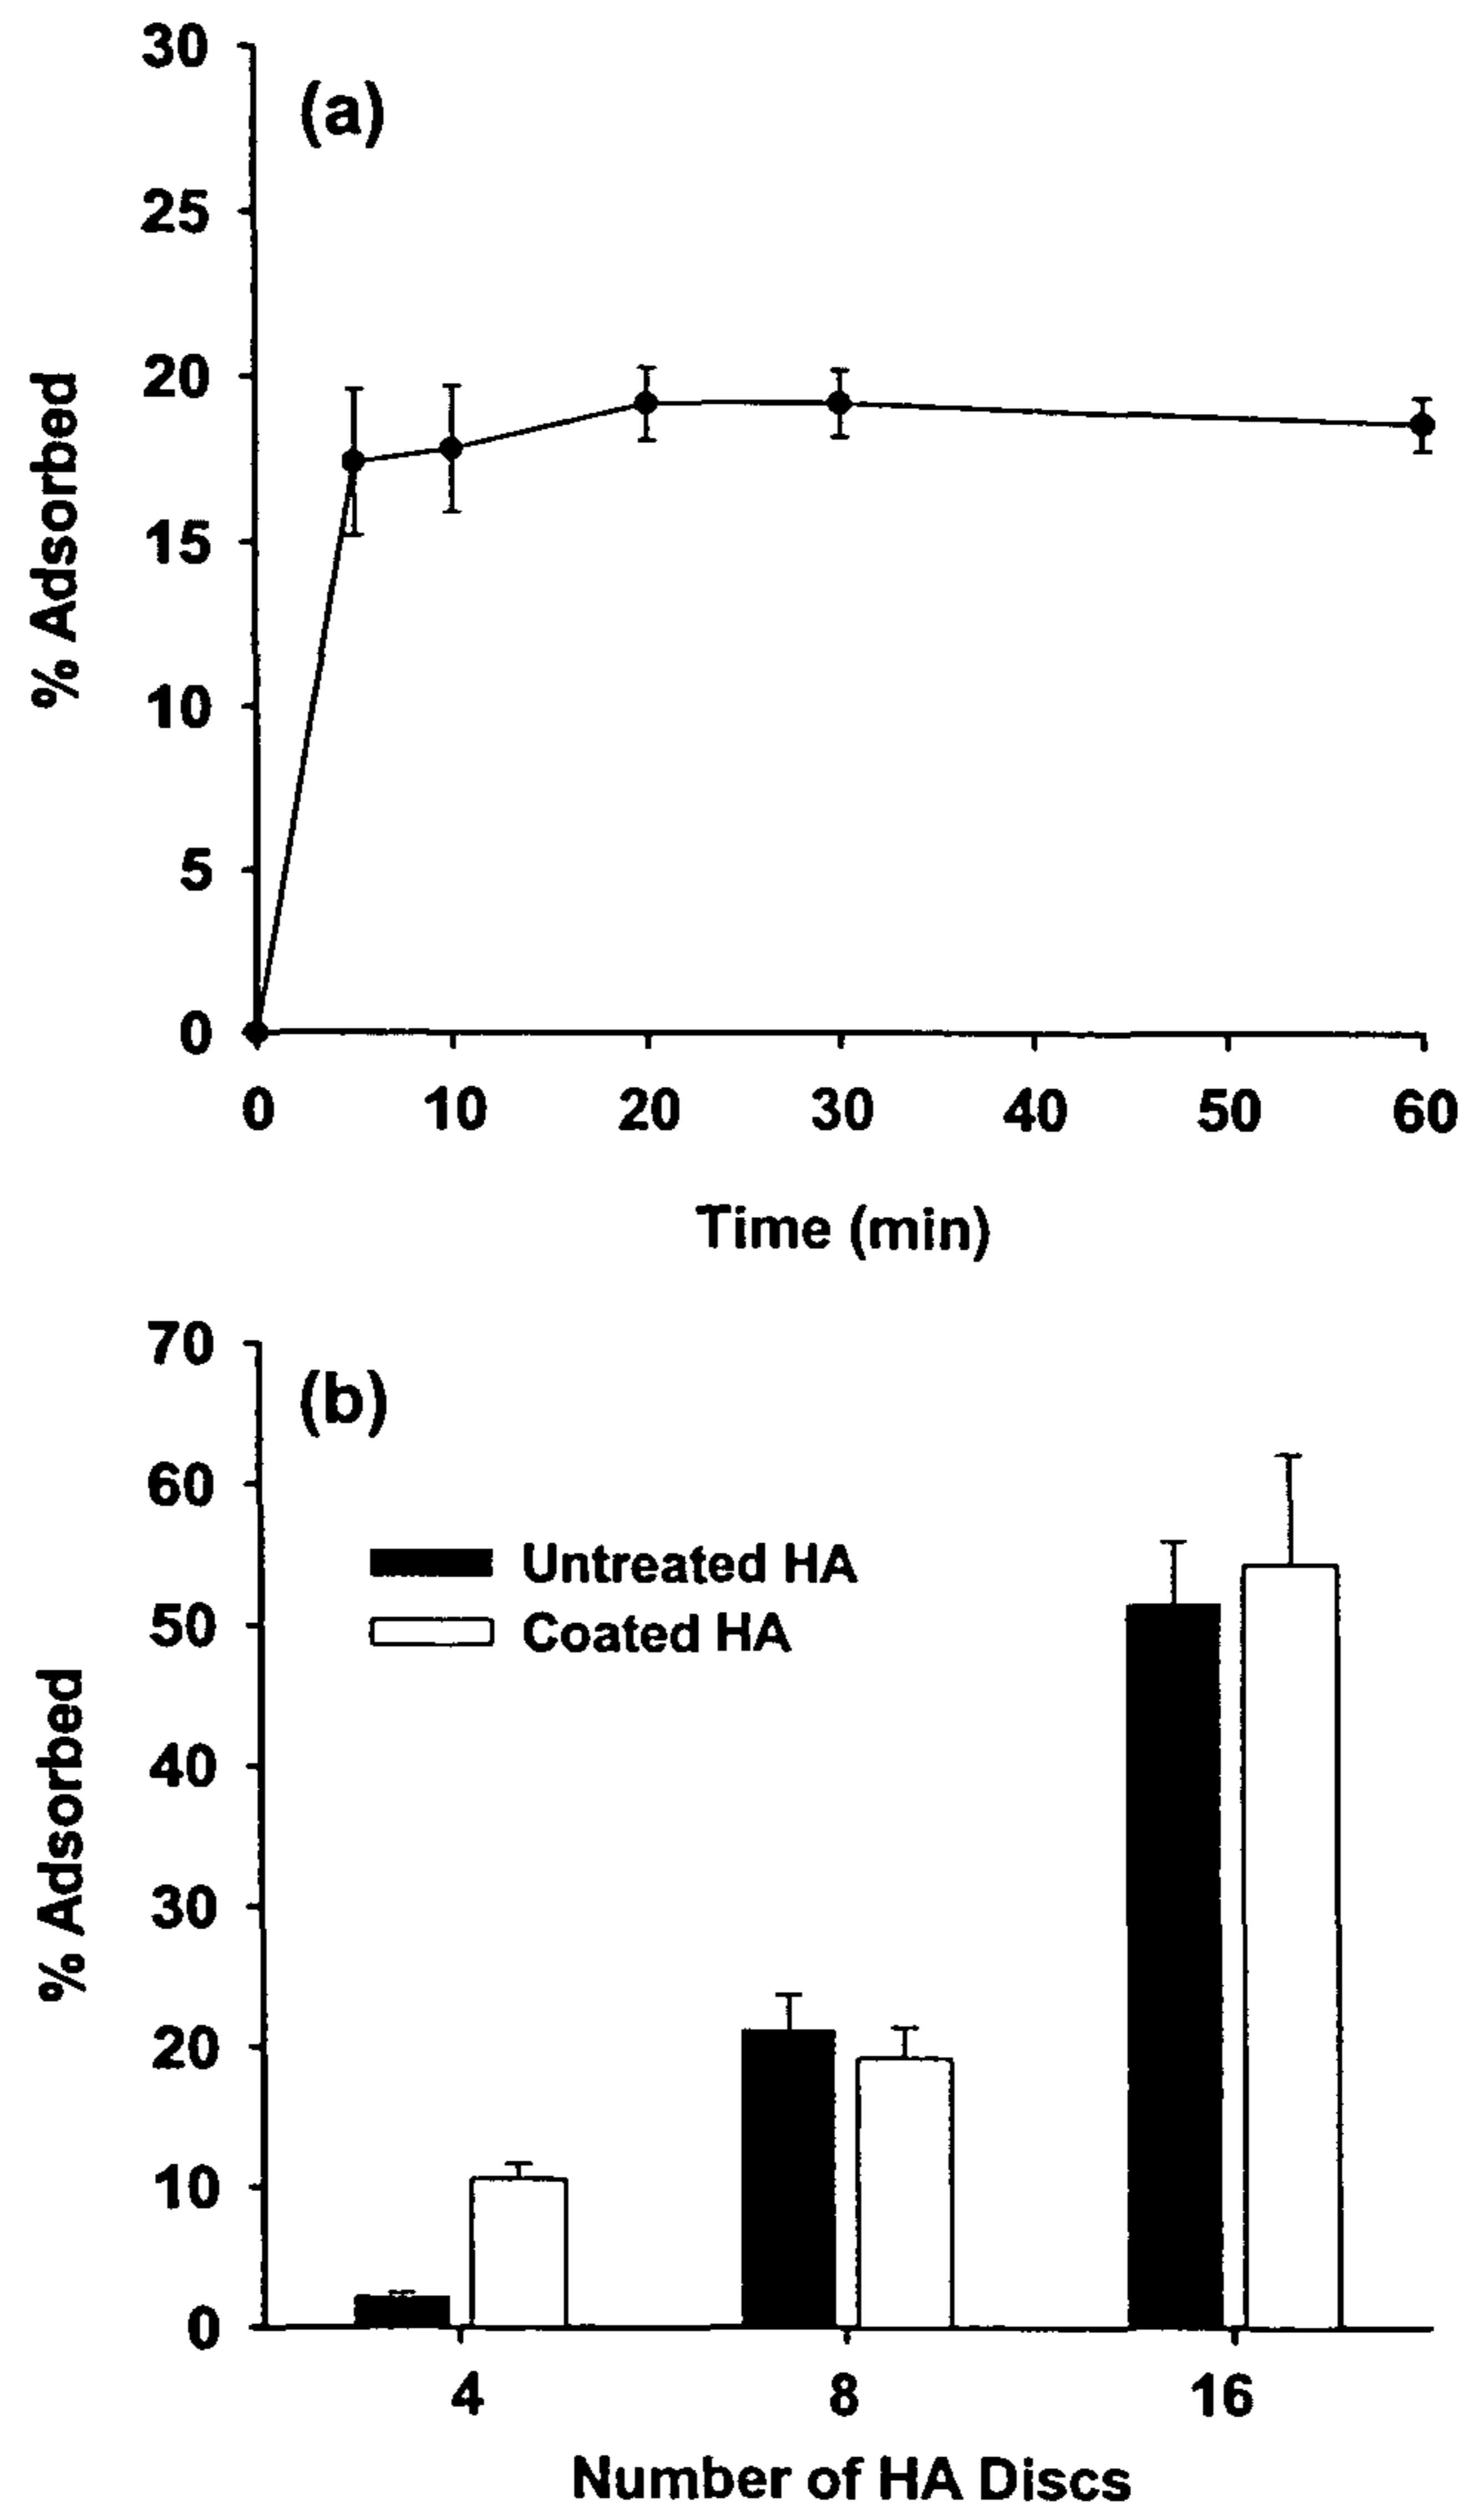 30
(a)
25
20
15
10
5
0
% Adsorbed
0 10 20 30 40 50 60
Time (min)
70
(b)
60
Untreated HA
Coated HA
50
40
30
20
10
0
% Adsorbed
4 8 16
Number of HA Discs